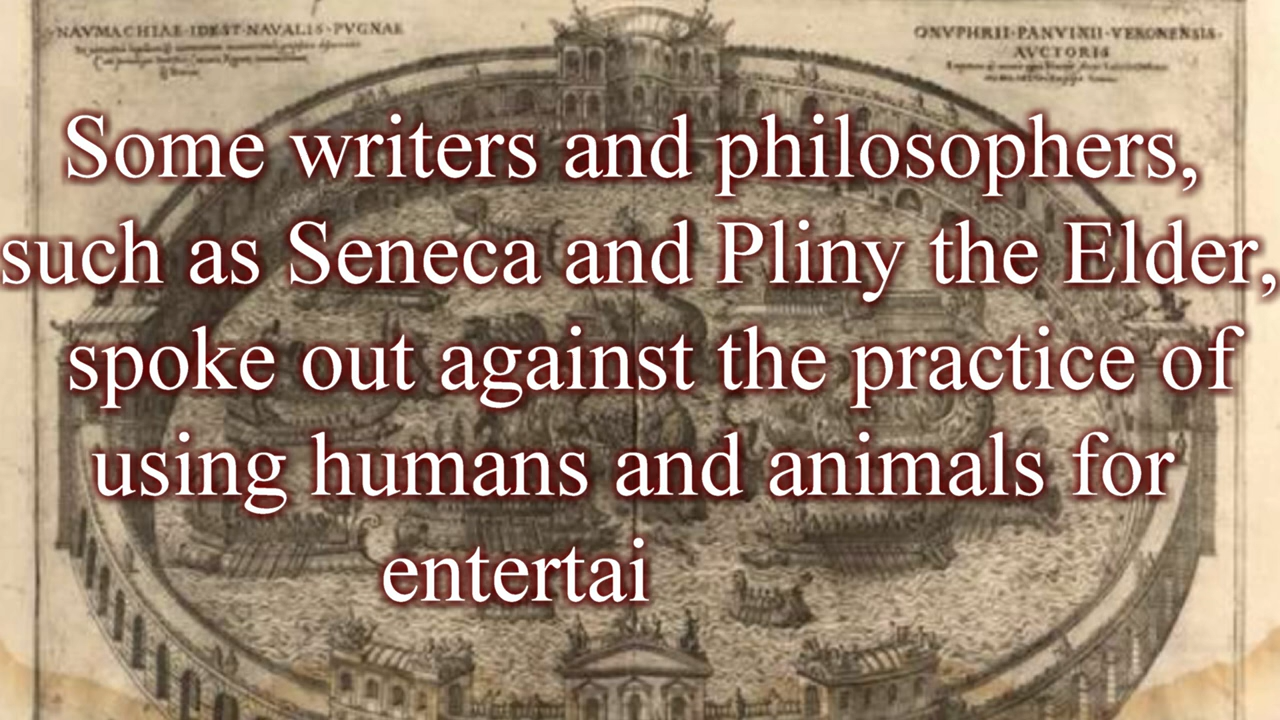 NAVMACHIAE·IDEST·NAVALIS·PVGNAE
ONVPHRII·PANVINII·VERONENSIS·
AVCTORIS
Some writers and philosophers,
such as Seneca and Pliny the Elder,
spoke out against the practice of
using humans and animals for
entertai